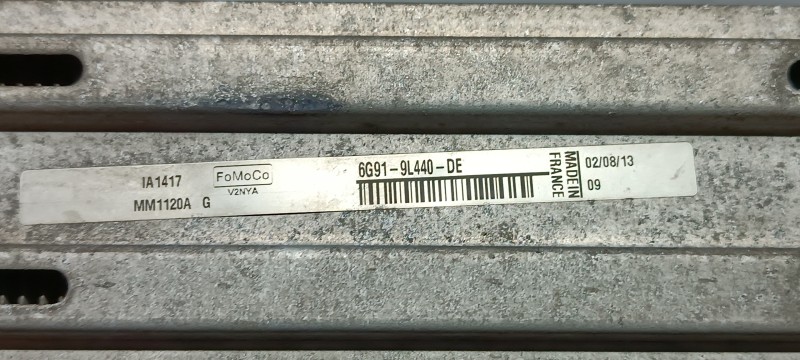 IA1417
MM1120A G
FoMoCo
V2NYA
6G91-9L440-DE
MADE IN
FRANCE
02/08/13
09